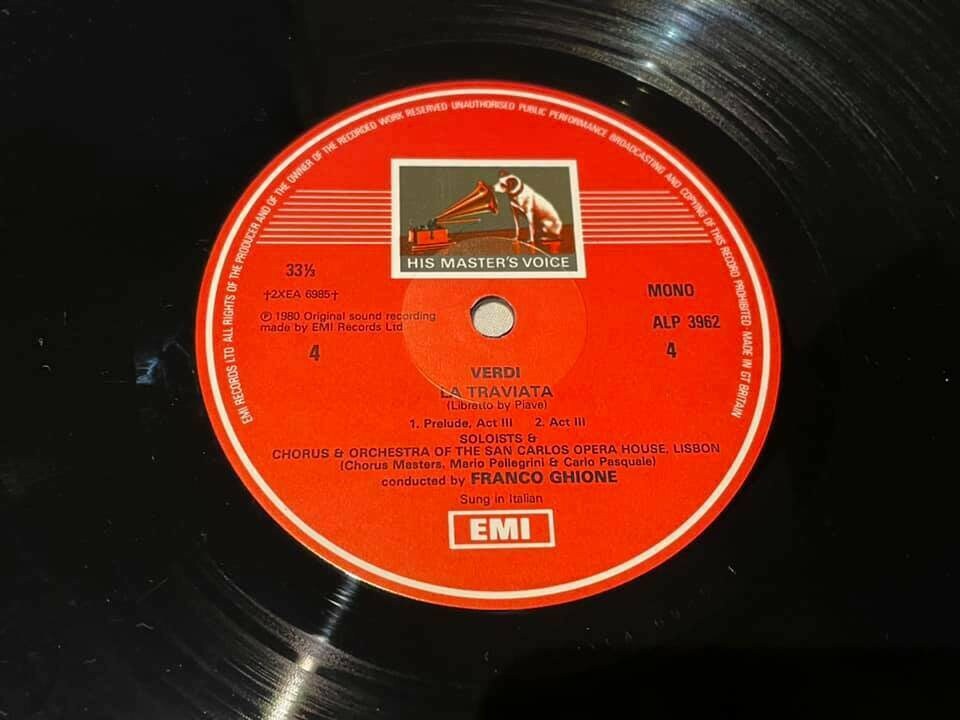 EMI RECORDS LTD ALL RIGHTS OF THE PRODUCER AND OF THE OWNER OF THE RECORDED WORK RESERVED UNAUTHORISED PUBLIC PERFORMANCE BROADCASTING AND COPYING OF THIS RECORD PROHIBITED MADE IN GT BRITAIN
HIS MASTER'S VOICE
33⅓
†2XEA 6985†
℗ 1980 Original sound recording
made by EMI Records Ltd
4
MONO
ALP 3962
4
VERDI
LA TRAVIATA
(Libretto by Piave)
1. Prelude, Act III 2. Act III
SOLOISTS &
CHORUS & ORCHESTRA OF THE SAN CARLOS OPERA HOUSE, LISBON
(Chorus Masters, Mario Pellegrini & Carlo Pasquale)
conducted by FRANCO GHIONE
Sung in Italian
EMI